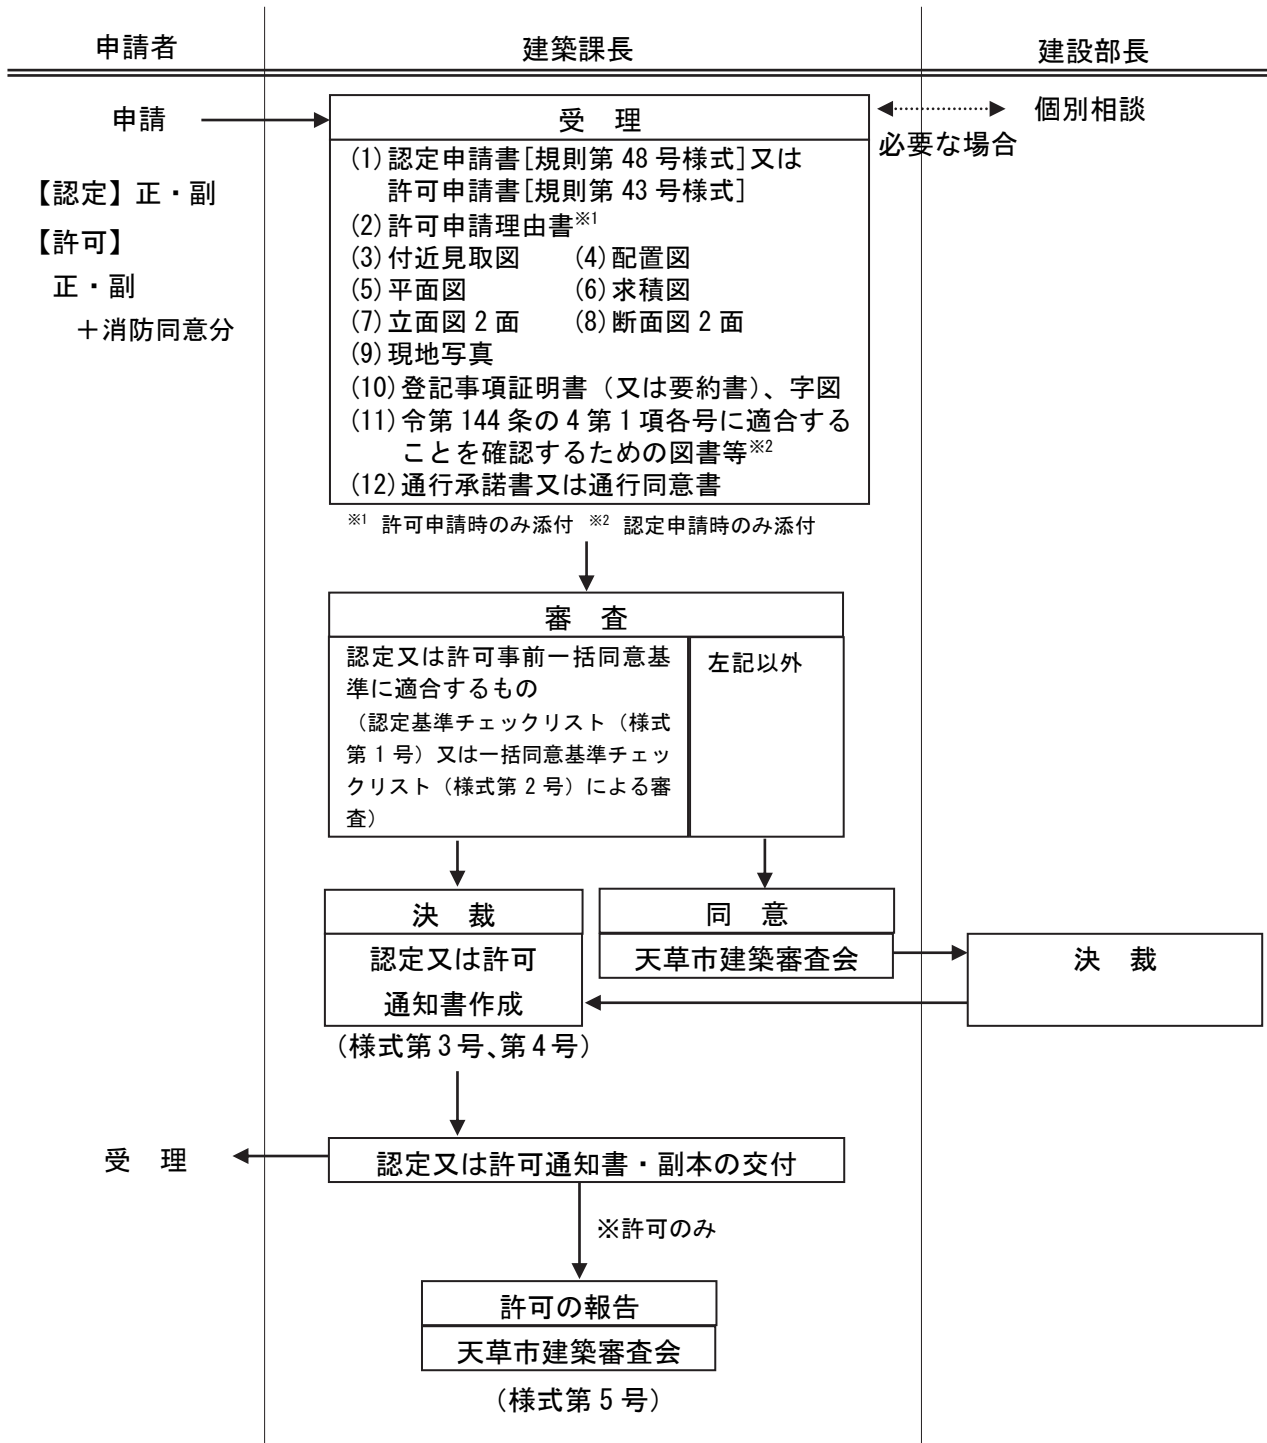 申請者
建築課長
建設部長
申請
受　理
個別相談
必要な場合
【認定】正・副
【許可】
正・副
＋消防同意分
(1)認定申請書[規則第 48 号様式]又は
許可申請書[規則第 43 号様式]
(2)許可申請理由書※1
(3)付近見取図　(4)配置図
(5)平面図　(6)求積図
(7)立面図 2 面　(8)断面図 2 面
(9)現地写真
(10)登記事項証明書（又は要約書）、字図
(11)令第 144 条の 4 第 1 項各号に適合する
ことを確認するための図書等※2
(12)通行承諾書又は通行同意書
※1 許可申請時のみ添付 ※2 認定申請時のみ添付
審　査
認定又は許可事前一括同意基
準に適合するもの
（認定基準チェックリスト（様式
第 1 号）又は一括同意基準チェッ
クリスト（様式第 2 号）による審
査）
左記以外
決　裁
認定又は許可
通知書作成
（様式第 3 号、第 4 号）
同　意
天草市建築審査会
決　裁
受　理
認定又は許可通知書・副本の交付
※許可のみ
許可の報告
天草市建築審査会
（様式第 5 号）